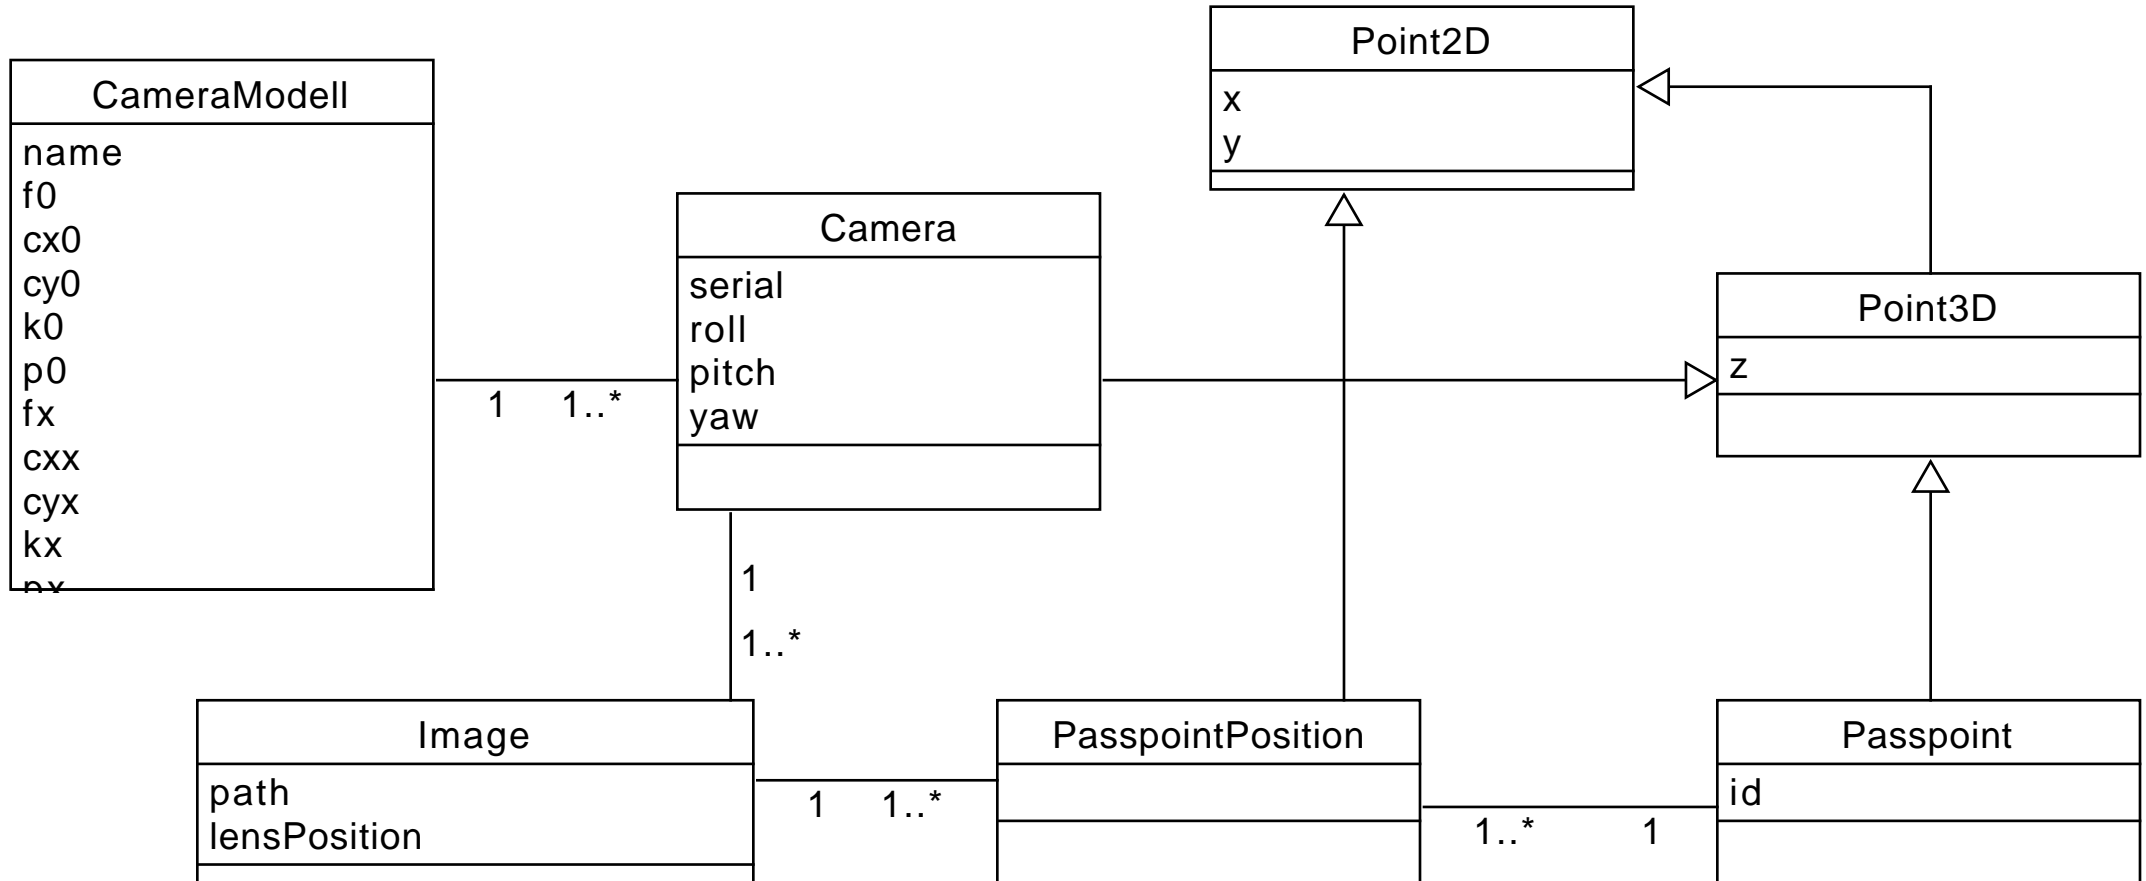 Point2D
x
y
CameraModell
name
f0
cx0
cy0
k0
p0
fx
cxx
cyx
kx
Camera
serial
roll
pitch
yaw
Point3D
z
1 1..*
1
1..*
Image
path
lensPosition
1 1..*
PasspointPosition
1..* 1
Passpoint
id